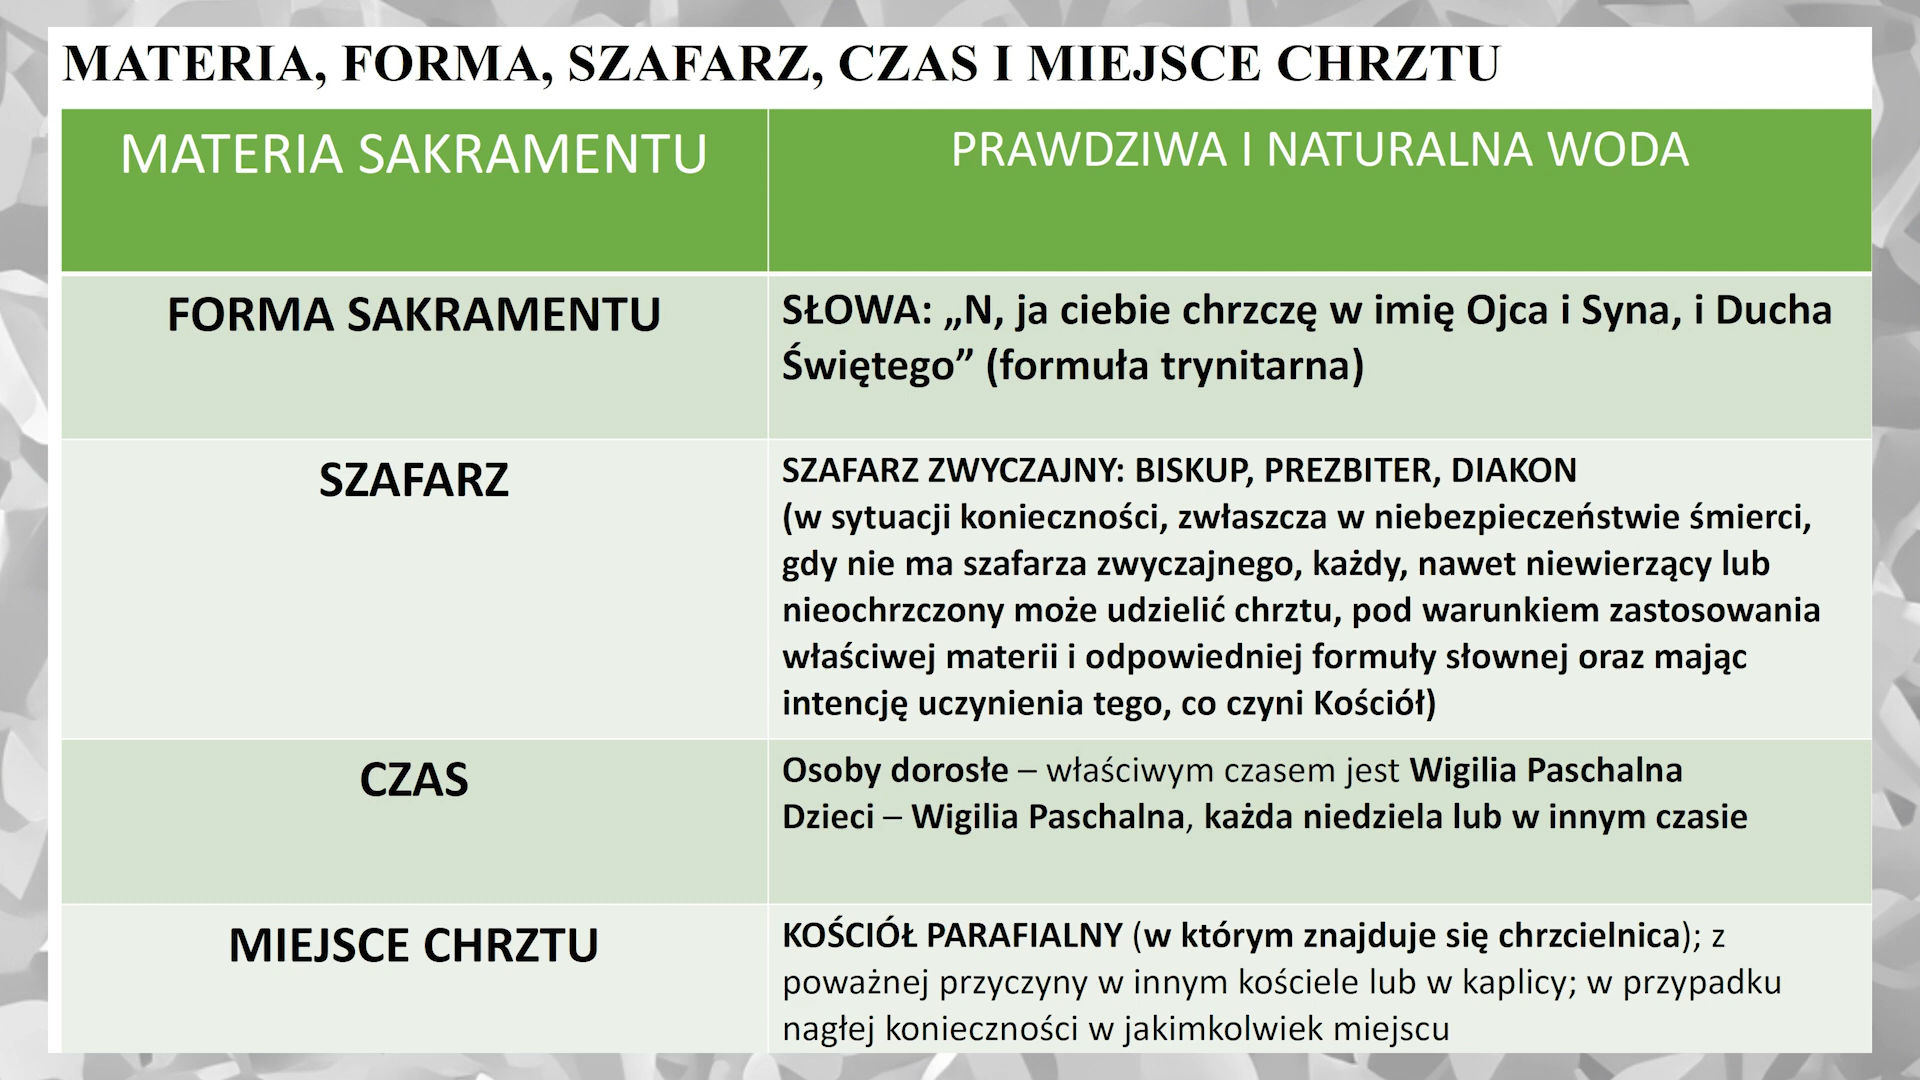 MATERIA, FORMA, SZAFARZ, CZAS I MIEJSCE CHRZTU
MATERIA SAKRAMENTU
PRAWDZIWA I NATURALNA WODA
FORMA SAKRAMENTU
SŁOWA: „N, ja ciebie chrzczę w imię Ojca i Syna, i Ducha
Świętego” (formuła trynitarna)
SZAFARZ
SZAFARZ ZWYCZAJNY: BISKUP, PREZBITER, DIAKON
(w sytuacji konieczności, zwłaszcza w niebezpieczeństwie śmierci,
gdy nie ma szafarza zwyczajnego, każdy, nawet niewierzący lub
nieochrzczony może udzielić chrztu, pod warunkiem zastosowania
właściwej materii i odpowiedniej formuły słownej oraz mając
intencję uczynienia tego, co czyni Kościół)
CZAS
Osoby dorosłe – właściwym czasem jest Wigilia Paschalna
Dzieci – Wigilia Paschalna, każda niedziela lub w innym czasie
MIEJSCE CHRZTU
KOŚCIÓŁ PARAFIALNY (w którym znajduje się chrzcielnica); z
poważnej przyczyny w innym kościele lub w kaplicy; w przypadku
nagłej konieczności w jakimkolwiek miejscu